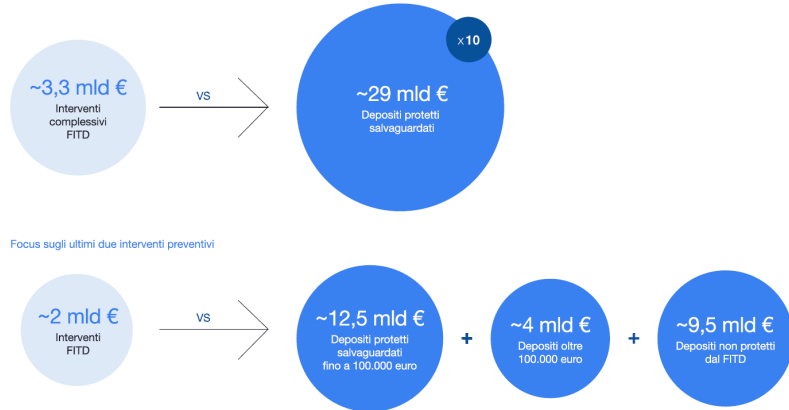 x10
~3,3 mld €
Interventi
complessivi
FITD
VS
~29 mld €
Depositi protetti
salvaguardati
Focus sugli ultimi due interventi preventivi
~2 mld €
Interventi
FITD
VS
~12,5 mld €
Depositi protetti
salvaguardati
fino a 100.000 euro
+
~4 mld €
Depositi oltre
100.000 euro
+
~9,5 mld €
Depositi non protetti
dal FITD